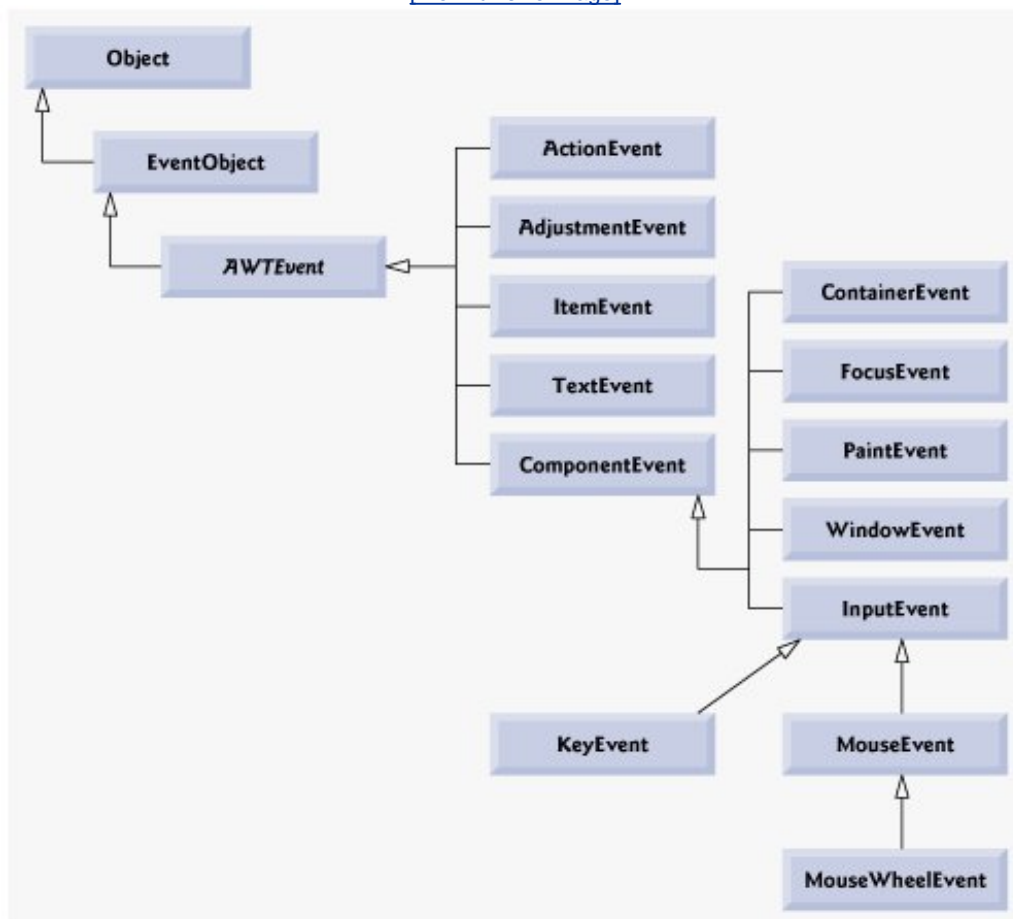 Object
EventObject
AWTEvent
ActionEvent
AdjustmentEvent
ItemEvent
TextEvent
ComponentEvent
ContainerEvent
FocusEvent
PaintEvent
WindowEvent
InputEvent
KeyEvent
MouseEvent
MouseWheelEvent